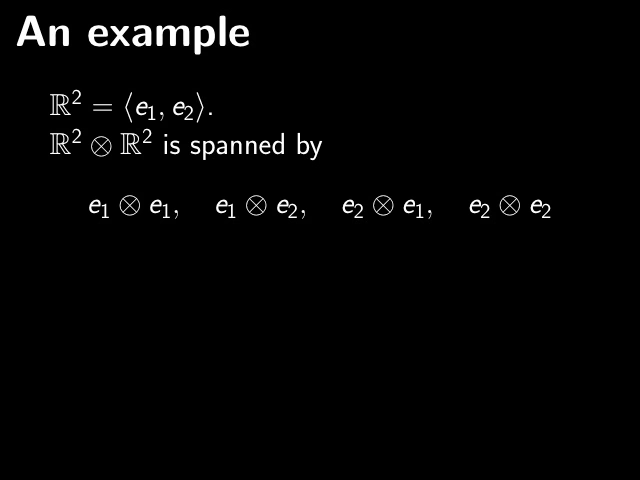 An example
ℝ² = ⟨e₁, e₂⟩.
ℝ² ⊗ ℝ² is spanned by
e₁ ⊗ e₁, e₁ ⊗ e₂, e₂ ⊗ e₁, e₂ ⊗ e₂